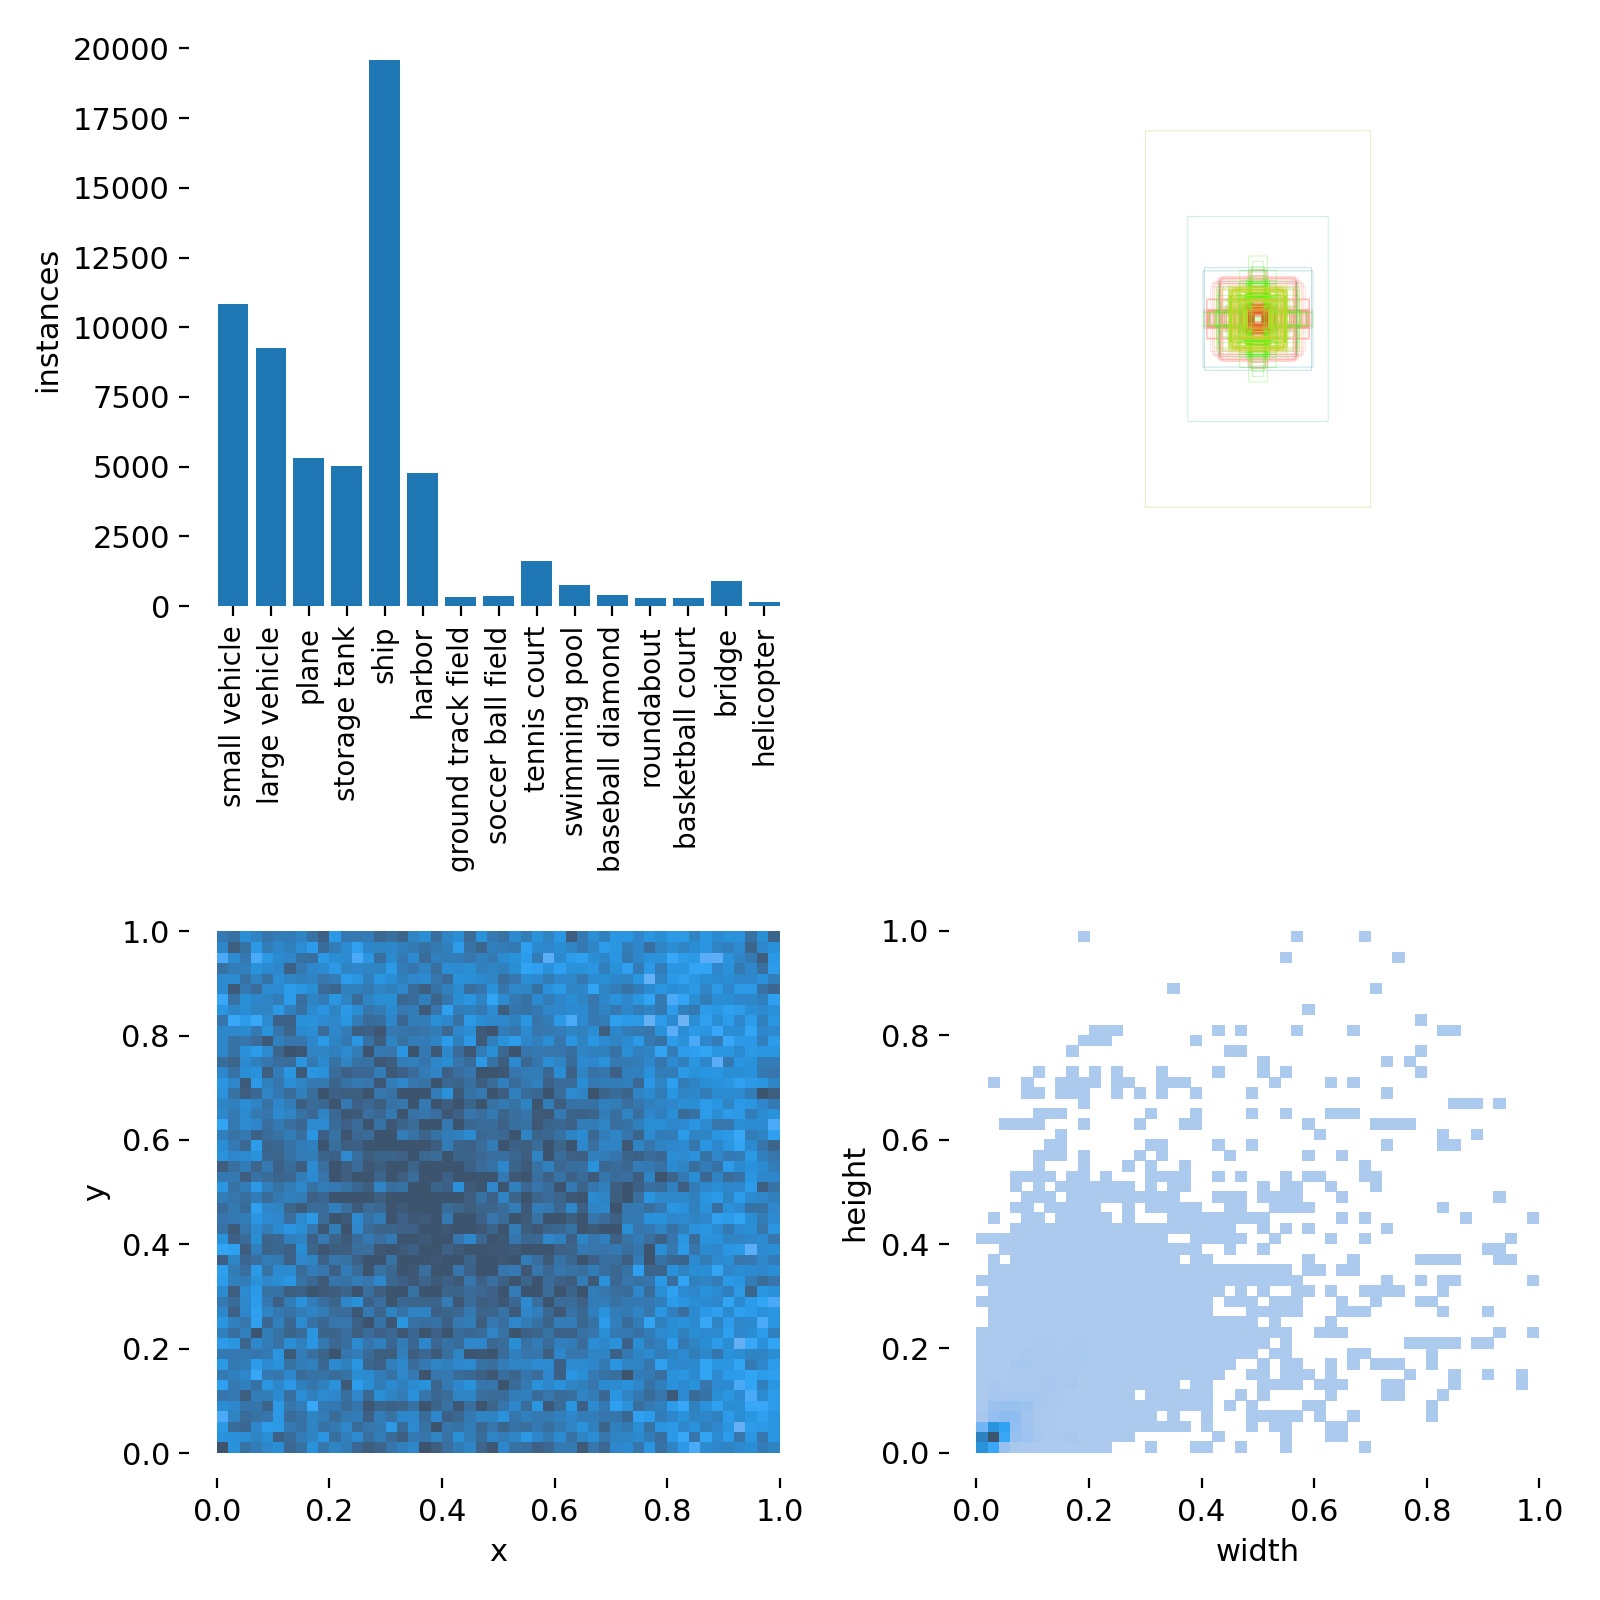 20000
17500
15000
12500
10000
7500
5000
2500
0
instances
small vehicle
large vehicle
plane
storage tank
ship
harbor
ground track field
soccer ball field
tennis court
swimming pool
baseball diamond
roundabout
basketball court
bridge
helicopter
1.0
0.8
0.6
0.4
0.2
0.0
y
0.0 0.2 0.4 0.6 0.8 1.0
x
1.0
0.8
0.6
0.4
0.2
0.0
height
0.0 0.2 0.4 0.6 0.8 1.0
width